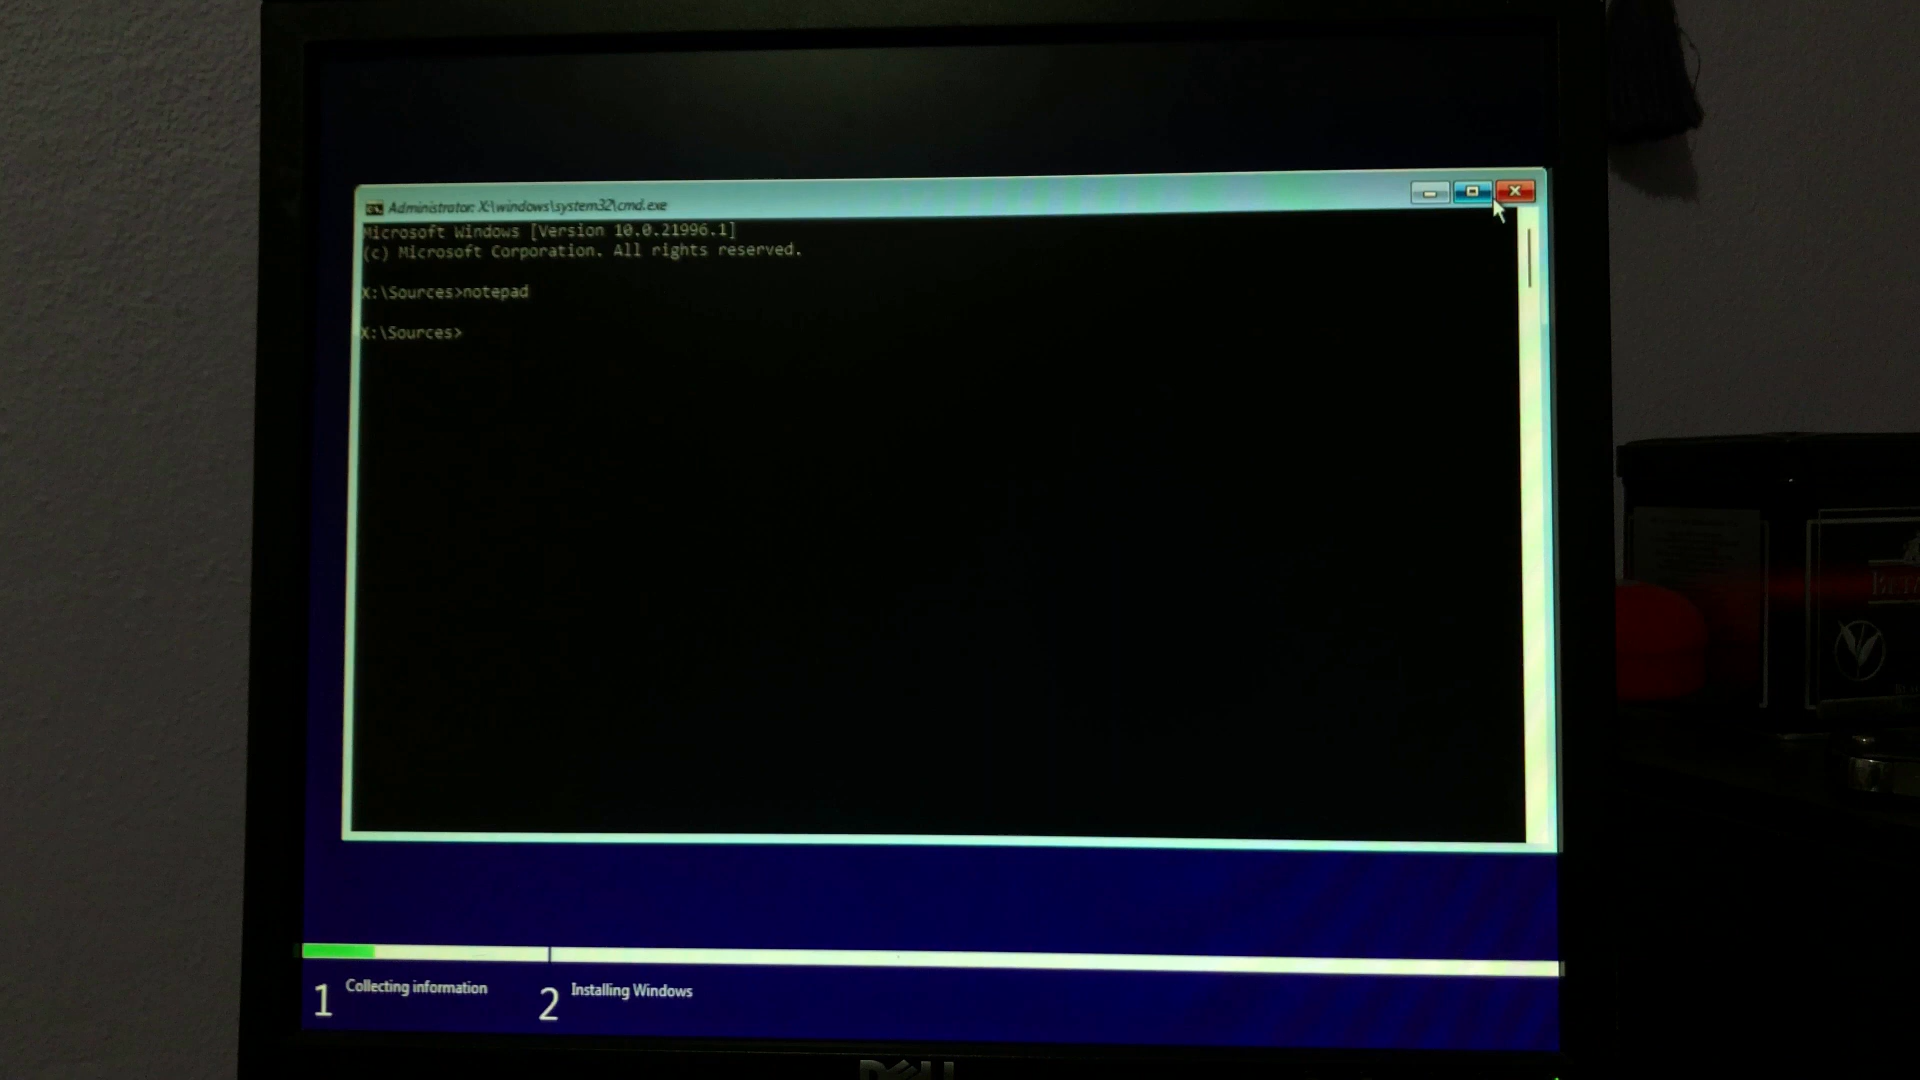 Administrator: X:\windows\system32\cmd.exe
Microsoft Windows [Version 10.0.21996.1]
(c) Microsoft Corporation. All rights reserved.
X:\Sources>notepad
X:\Sources>
1 Collecting information
2 Installing Windows
DELL